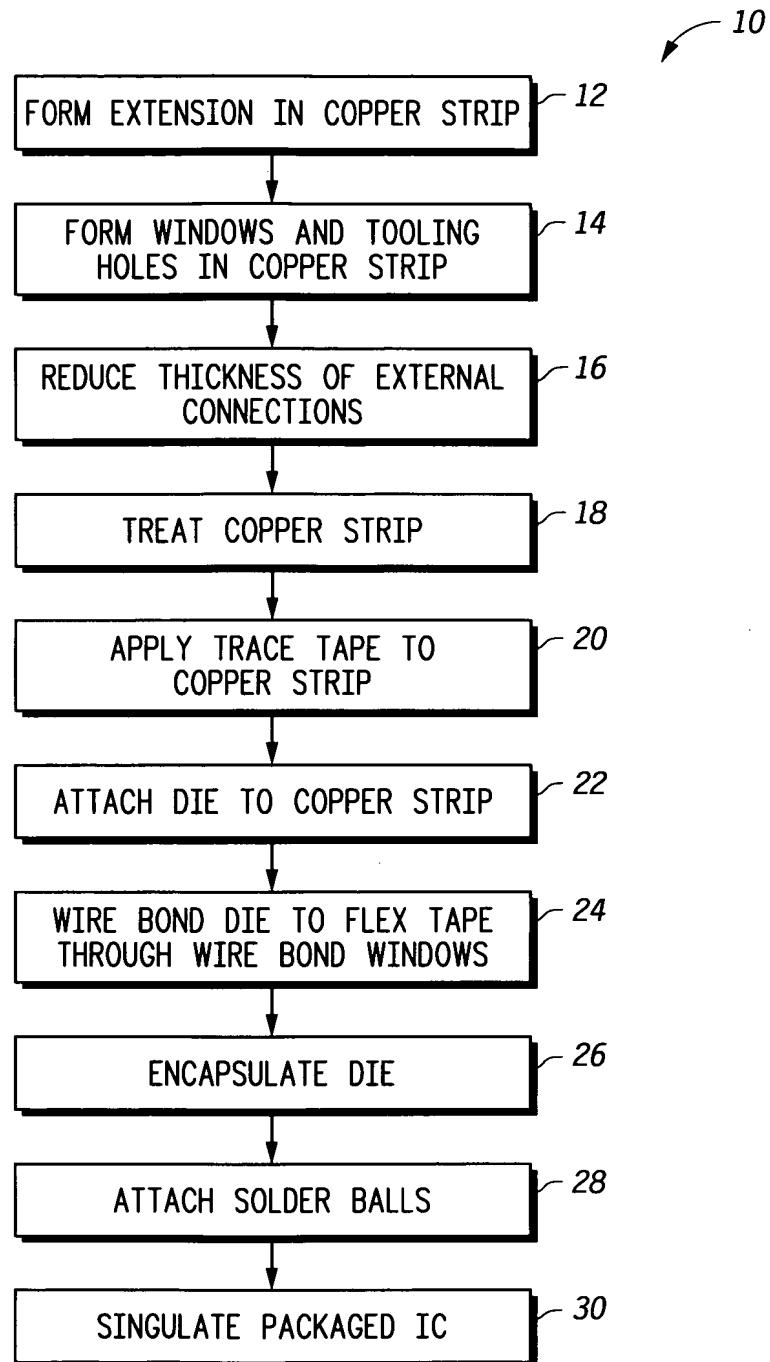 10
FORM EXTENSION IN COPPER STRIP
12
FORM WINDOWS AND TOOLING
HOLES IN COPPER STRIP
14
REDUCE THICKNESS OF EXTERNAL
CONNECTIONS
16
TREAT COPPER STRIP
18
APPLY TRACE TAPE TO
COPPER STRIP
20
ATTACH DIE TO COPPER STRIP
22
WIRE BOND DIE TO FLEX TAPE
THROUGH WIRE BOND WINDOWS
24
ENCAPSULATE DIE
26
ATTACH SOLDER BALLS
28
SINGULATE PACKAGED IC
30